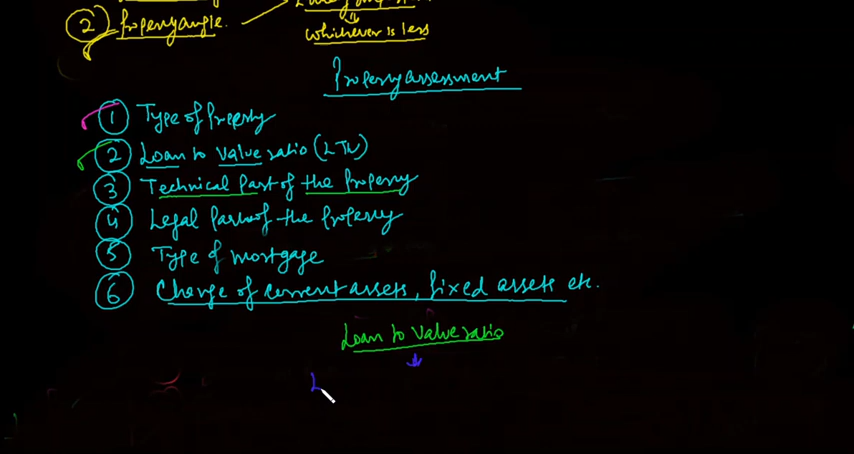 ② Property angle.
whichever is less
Property assessment
① Type of Property
② Loan to Value ratio (LTV)
③ Technical Part of the Property
④ Legal Part of the Property
⑤ Type of mortgage
⑥ Charge of current assets, fixed assets etc.
Loan to value ratio
L